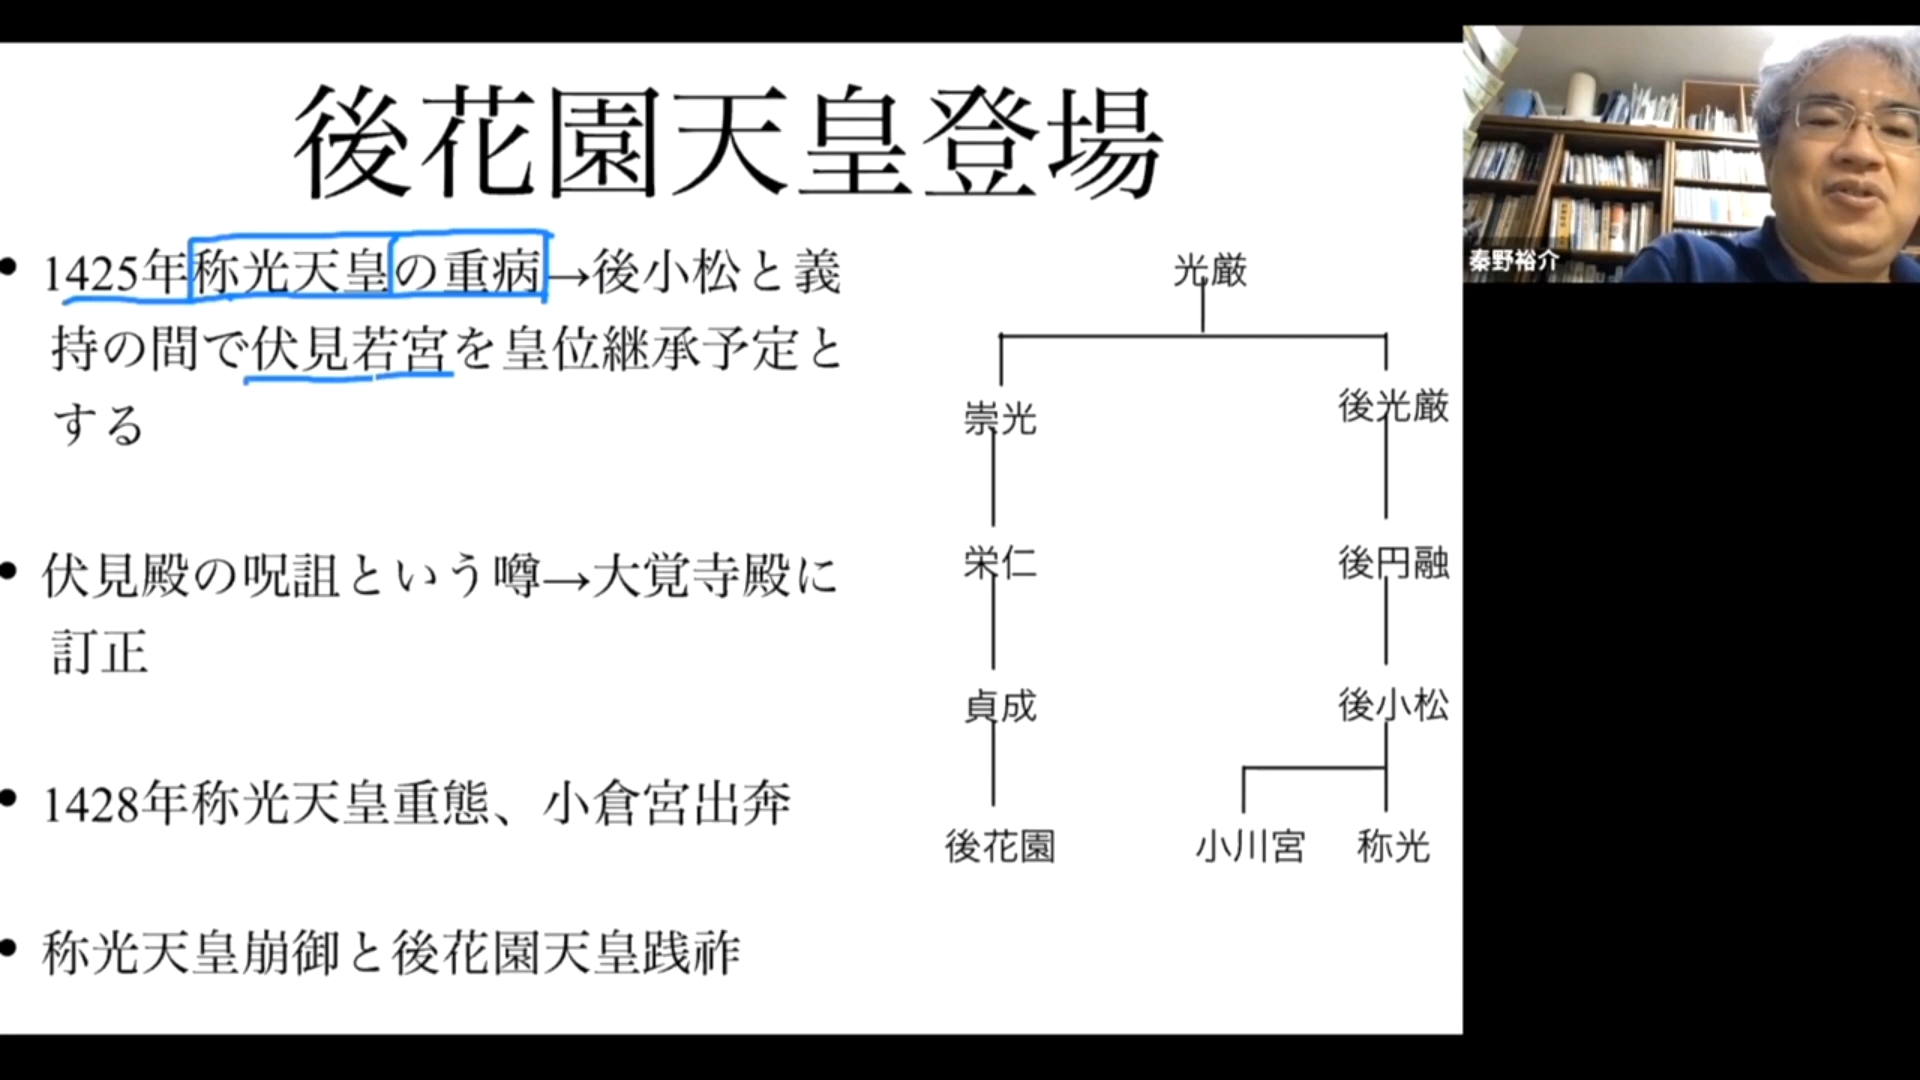 後花園天皇登場
• 1425年称光天皇の重病→後小松と義
持の間で伏見若宮を皇位継承予定と
する
• 伏見殿の呪詛という噂→大覚寺殿に
訂正
• 1428年称光天皇重態、小倉宮出奔
• 称光天皇崩御と後花園天皇践祚
光厳
崇光
後光厳
栄仁
後円融
貞成
後小松
後花園
小川宮
称光
秦野裕介